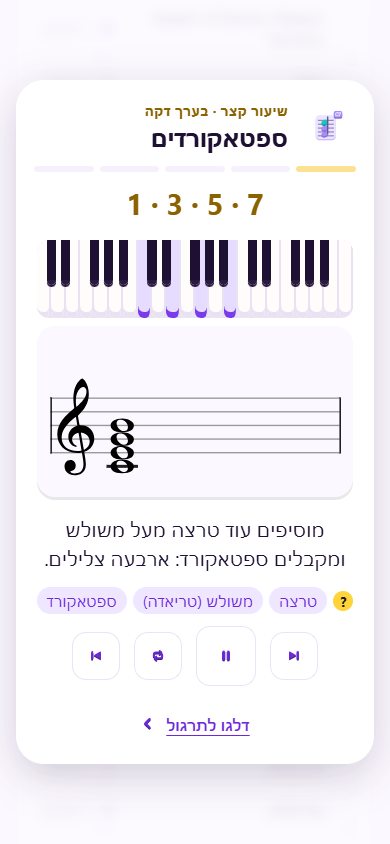 שיעור קצר · בערך דקה
ספטאקורדים
1 · 3 · 5 · 7
מוסיפים עוד טרצה מעל משולש
ומקבלים ספטאקורד: ארבעה צלילים.
? טרצה משולש (טריאדה) ספטאקורד
דלגו לתרגול